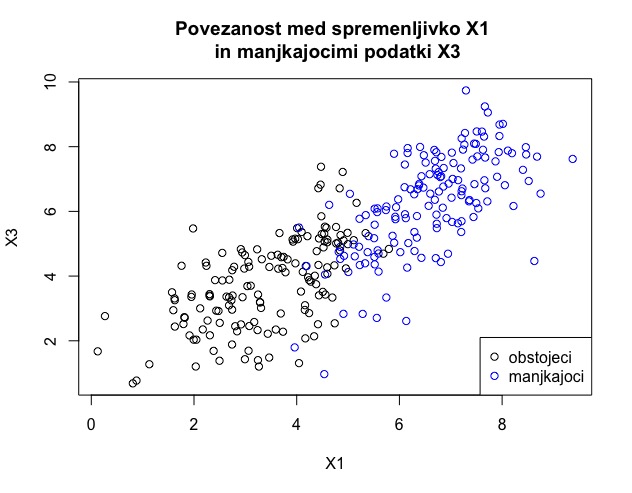 Povezanost med spremenljivko X1
in manjkajocimi podatki X3
10
8
6
4
2
X3
0 2 4 6 8
X1
obstojeci
manjkajoci